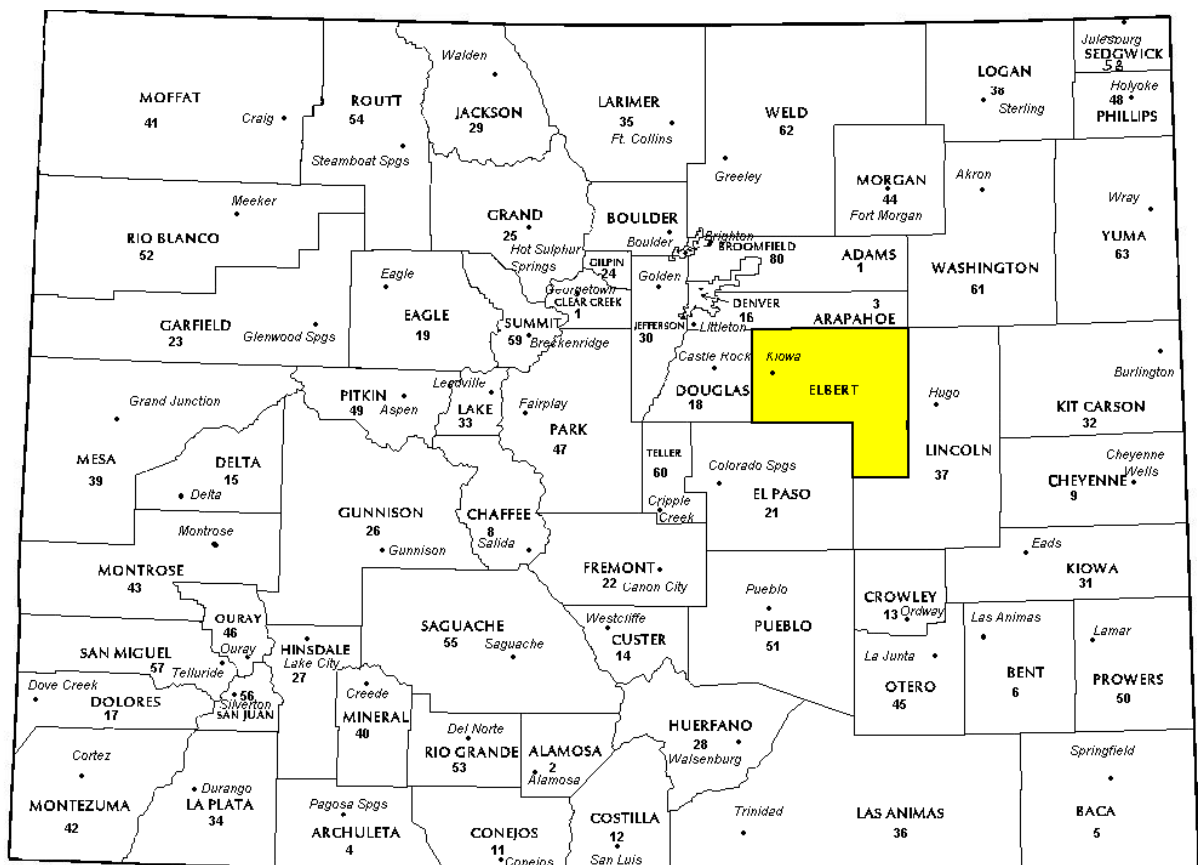 Julesburg
SEDGWICK
58
Walden
LOGAN
38
Sterling
Holyoke
48
PHILLIPS
MOFFAT
41
Craig
ROUTT
54
Steamboat Spgs
JACKSON
29
LARIMER
35
Ft. Collins
WELD
62
Greeley
MORGAN
44
Fort Morgan
Akron
Wray
YUMA
63
Meeker
RIO BLANCO
52
GRAND
25
Hot Sulphur
Springs
BOULDER
Boulder
Brighton
BROOMFIELD
80
ADAMS
1
WASHINGTON
61
GILPIN
24
Golden
Georgetown
CLEAR CREEK
1
DENVER
16
3
ARAPAHOE
Littleton
JEFFERSON
30
Eagle
EAGLE
19
SUMMIT
59
Breckenridge
GARFIELD
23
Glenwood Spgs
Castle Rock
DOUGLAS
18
Kiowa
ELBERT
Hugo
LINCOLN
37
Burlington
KIT CARSON
32
PITKIN
49
Aspen
Leadville
LAKE
33
Fairplay
PARK
47
Grand Junction
MESA
39
DELTA
15
Delta
TELLER
60
Cripple
Creek
Colorado Spgs
EL PASO
21
Cheyenne
Wells
CHEYENNE
9
GUNNISON
26
Gunnison
CHAFFEE
8
Salida
Montrose
MONTROSE
43
FREMONT
22
Canon City
Pueblo
PUEBLO
51
Eads
KIOWA
31
CROWLEY
13
Ordway
OURAY
46
Ouray
HINSDALE
Lake City
27
SAGUACHE
55
Saguache
Westcliffe
CUSTER
14
Las Animas
BENT
6
Lamar
PROWERS
50
La Junta
OTERO
45
SAN MIGUEL
57
Telluride
Dove Creek
DOLORES
17
56
Silverton
SAN JUAN
Creede
MINERAL
40
Del Norte
RIO GRANDE
53
ALAMOSA
2
Alamosa
HUERFANO
28
Walsenburg
Springfield
BACA
5
Cortez
MONTEZUMA
42
Durango
LA PLATA
34
Pagosa Spgs
ARCHULETA
4
CONEJOS
11
Conejos
COSTILLA
12
San Luis
Trinidad
LAS ANIMAS
36